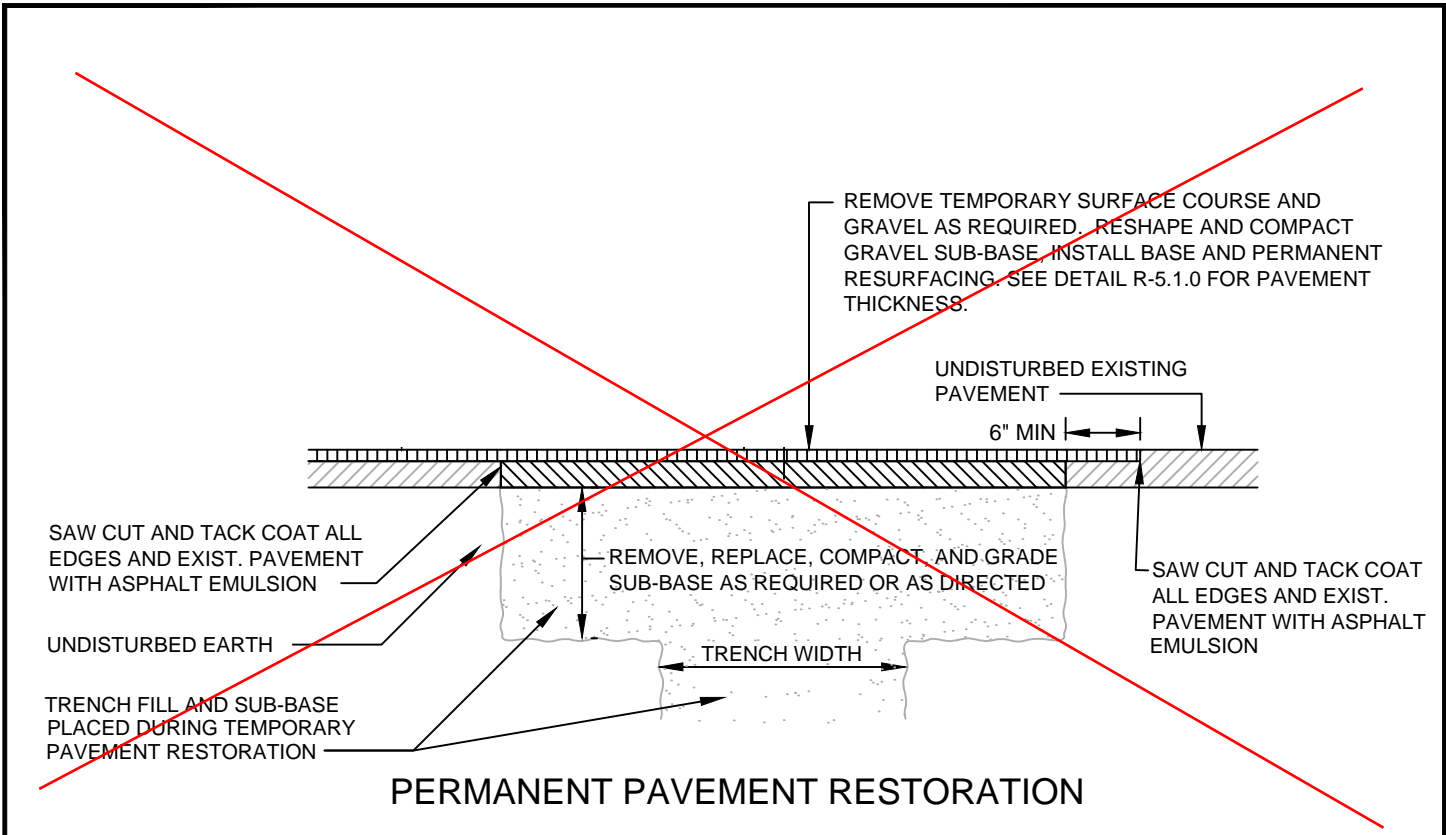 REMOVE TEMPORARY SURFACE COURSE AND
GRAVEL AS REQUIRED. RESHAPE AND COMPACT
GRAVEL SUB-BASE, INSTALL BASE AND PERMANENT
RESURFACING. SEE DETAIL R-5.1.0 FOR PAVEMENT
THICKNESS.
UNDISTURBED EXISTING
PAVEMENT
6" MIN
SAW CUT AND TACK COAT ALL
EDGES AND EXIST. PAVEMENT
WITH ASPHALT EMULSION
REMOVE, REPLACE, COMPACT, AND GRADE
SUB-BASE AS REQUIRED OR AS DIRECTED
SAW CUT AND TACK COAT
ALL EDGES AND EXIST.
PAVEMENT WITH ASPHALT
EMULSION
UNDISTURBED EARTH
TRENCH WIDTH
TRENCH FILL AND SUB-BASE
PLACED DURING TEMPORARY
PAVEMENT RESTORATION
PERMANENT PAVEMENT RESTORATION